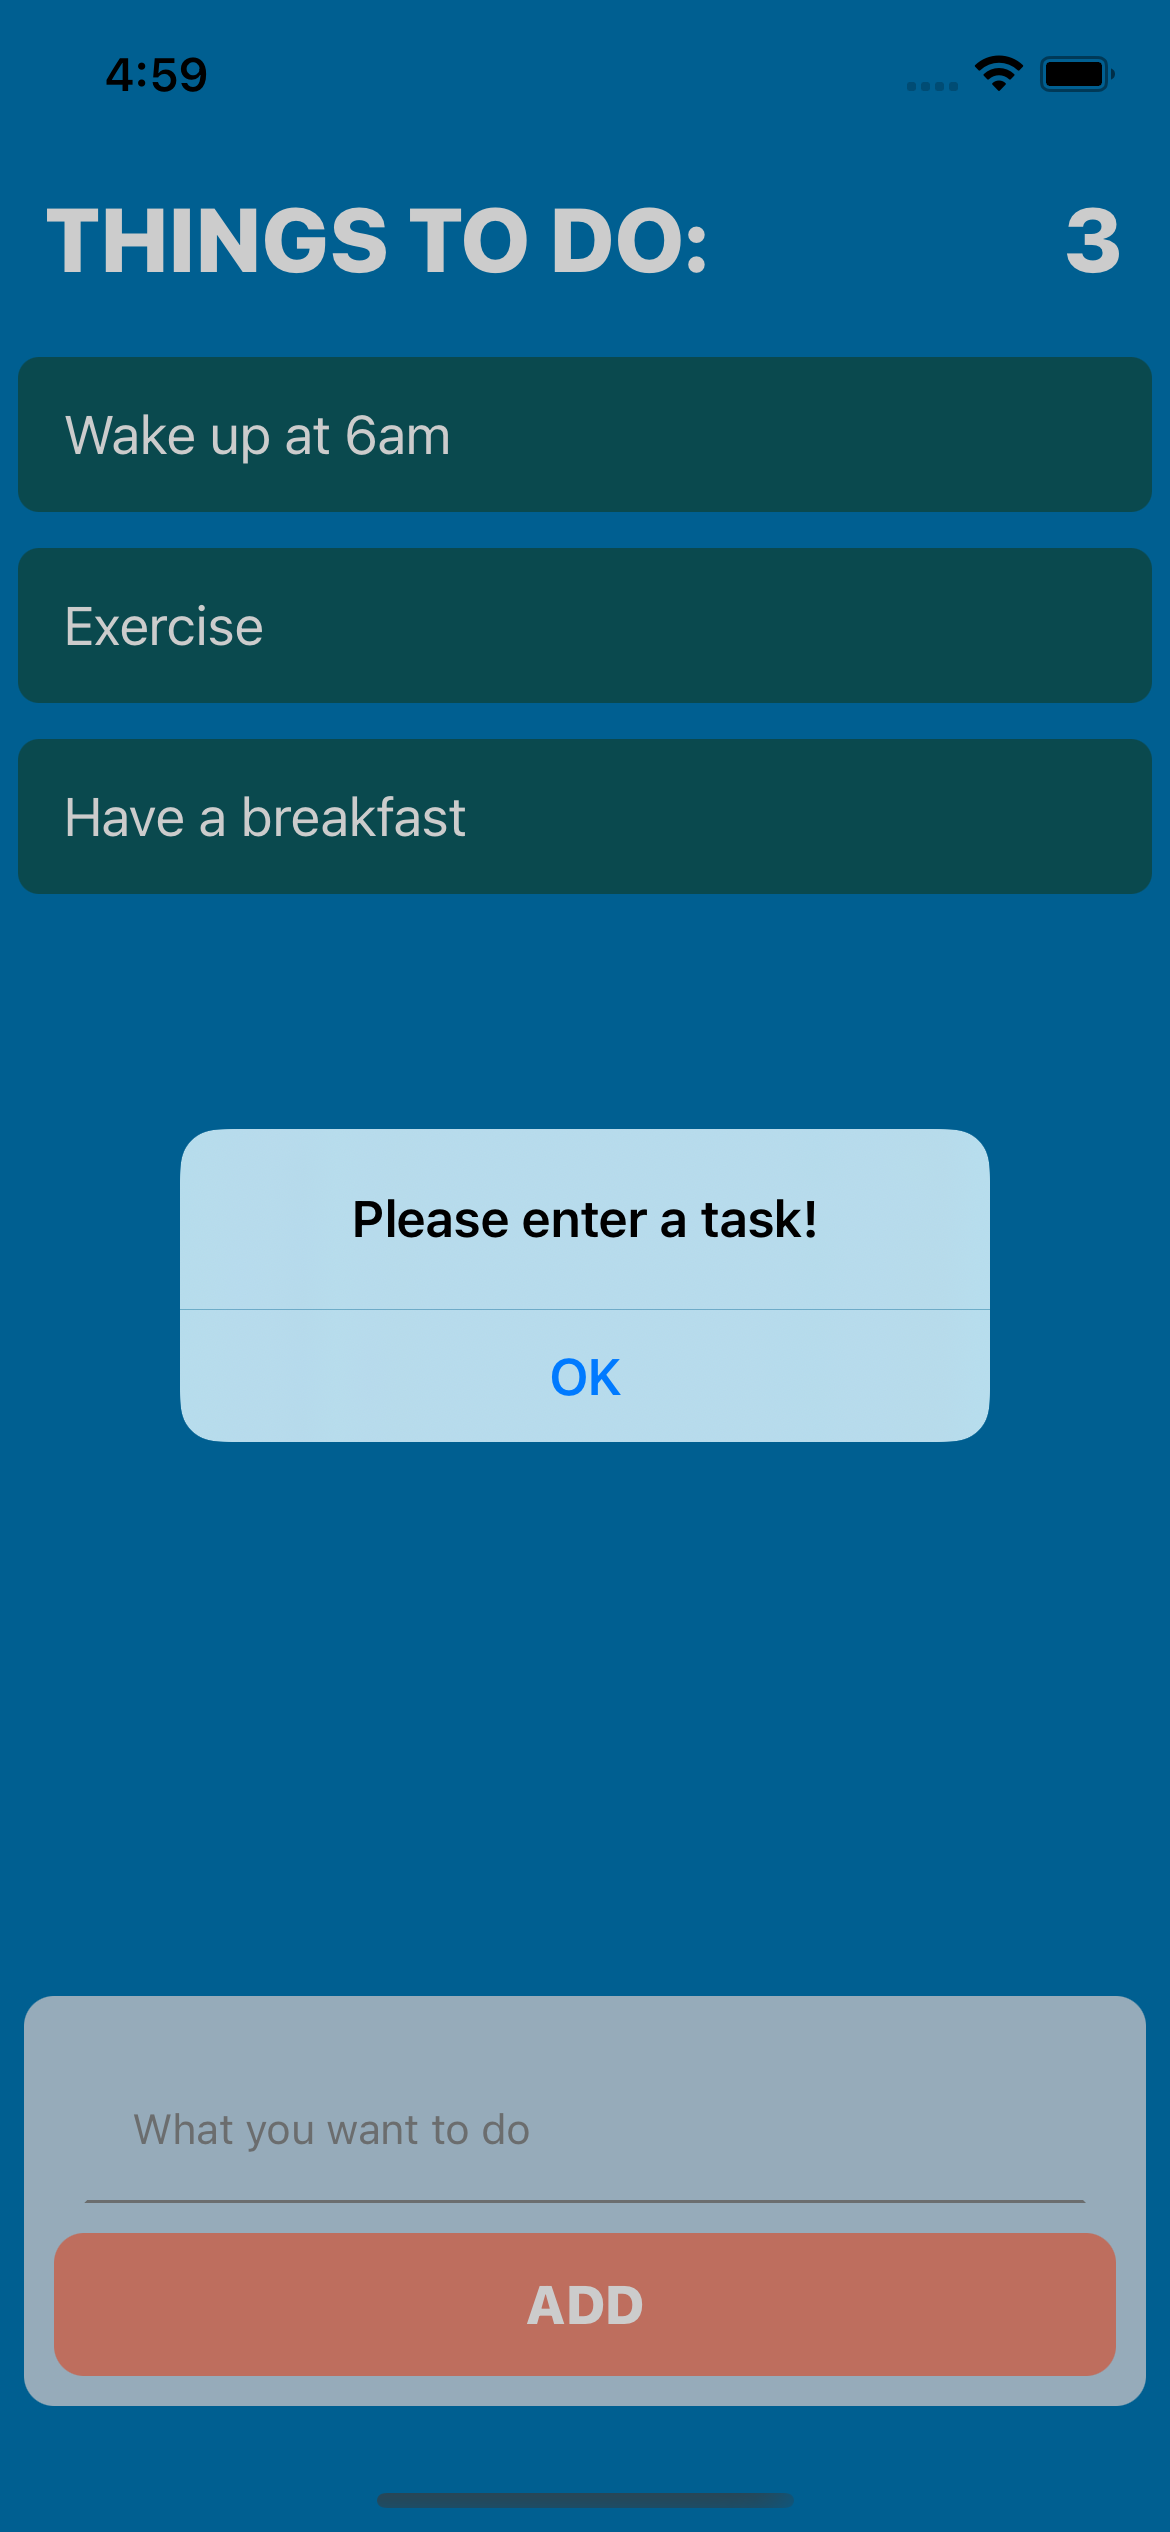 4:59
THINGS TO DO: 3
Wake up at 6am
Exercise
Have a breakfast
Please enter a task!
OK
What you want to do
ADD